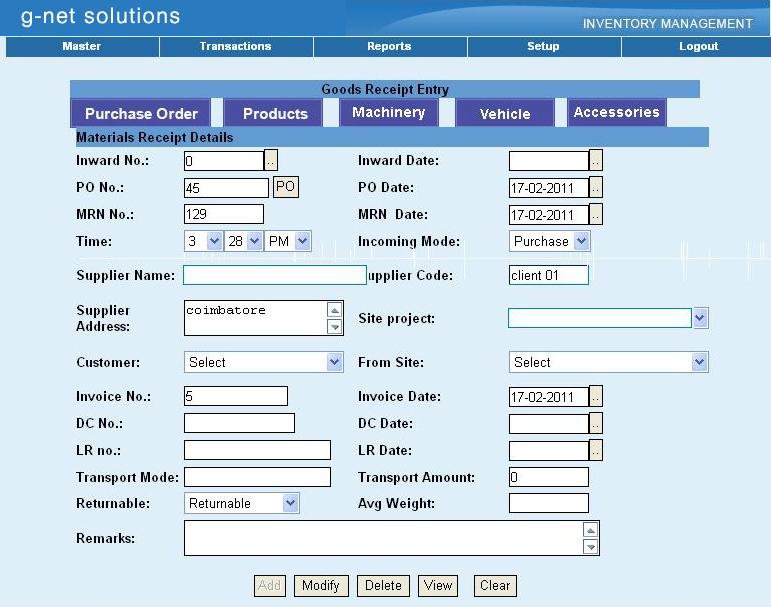 g-net solutions
INVENTORY MANAGEMENT
Master Transactions Reports Setup Logout
Goods Receipt Entry
Purchase Order Products Machinery Vehicle Accessories
Materials Receipt Details
Inward No.: 0 .. Inward Date: ..
PO No.: 45 PO PO Date: 17-02-2011 ..
MRN No.: 129 MRN Date: 17-02-2011 ..
Time: 3 28 PM Incoming Mode: Purchase
Supplier Name: upplier Code: client 01
Supplier Address: coimbatore Site project:
Customer: Select From Site: Select
Invoice No.: 5 Invoice Date: 17-02-2011 ..
DC No.: DC Date: ..
LR no.: LR Date: ..
Transport Mode: Transport Amount: 0
Returnable: Returnable Avg Weight:
Remarks:
Add Modify Delete View Clear